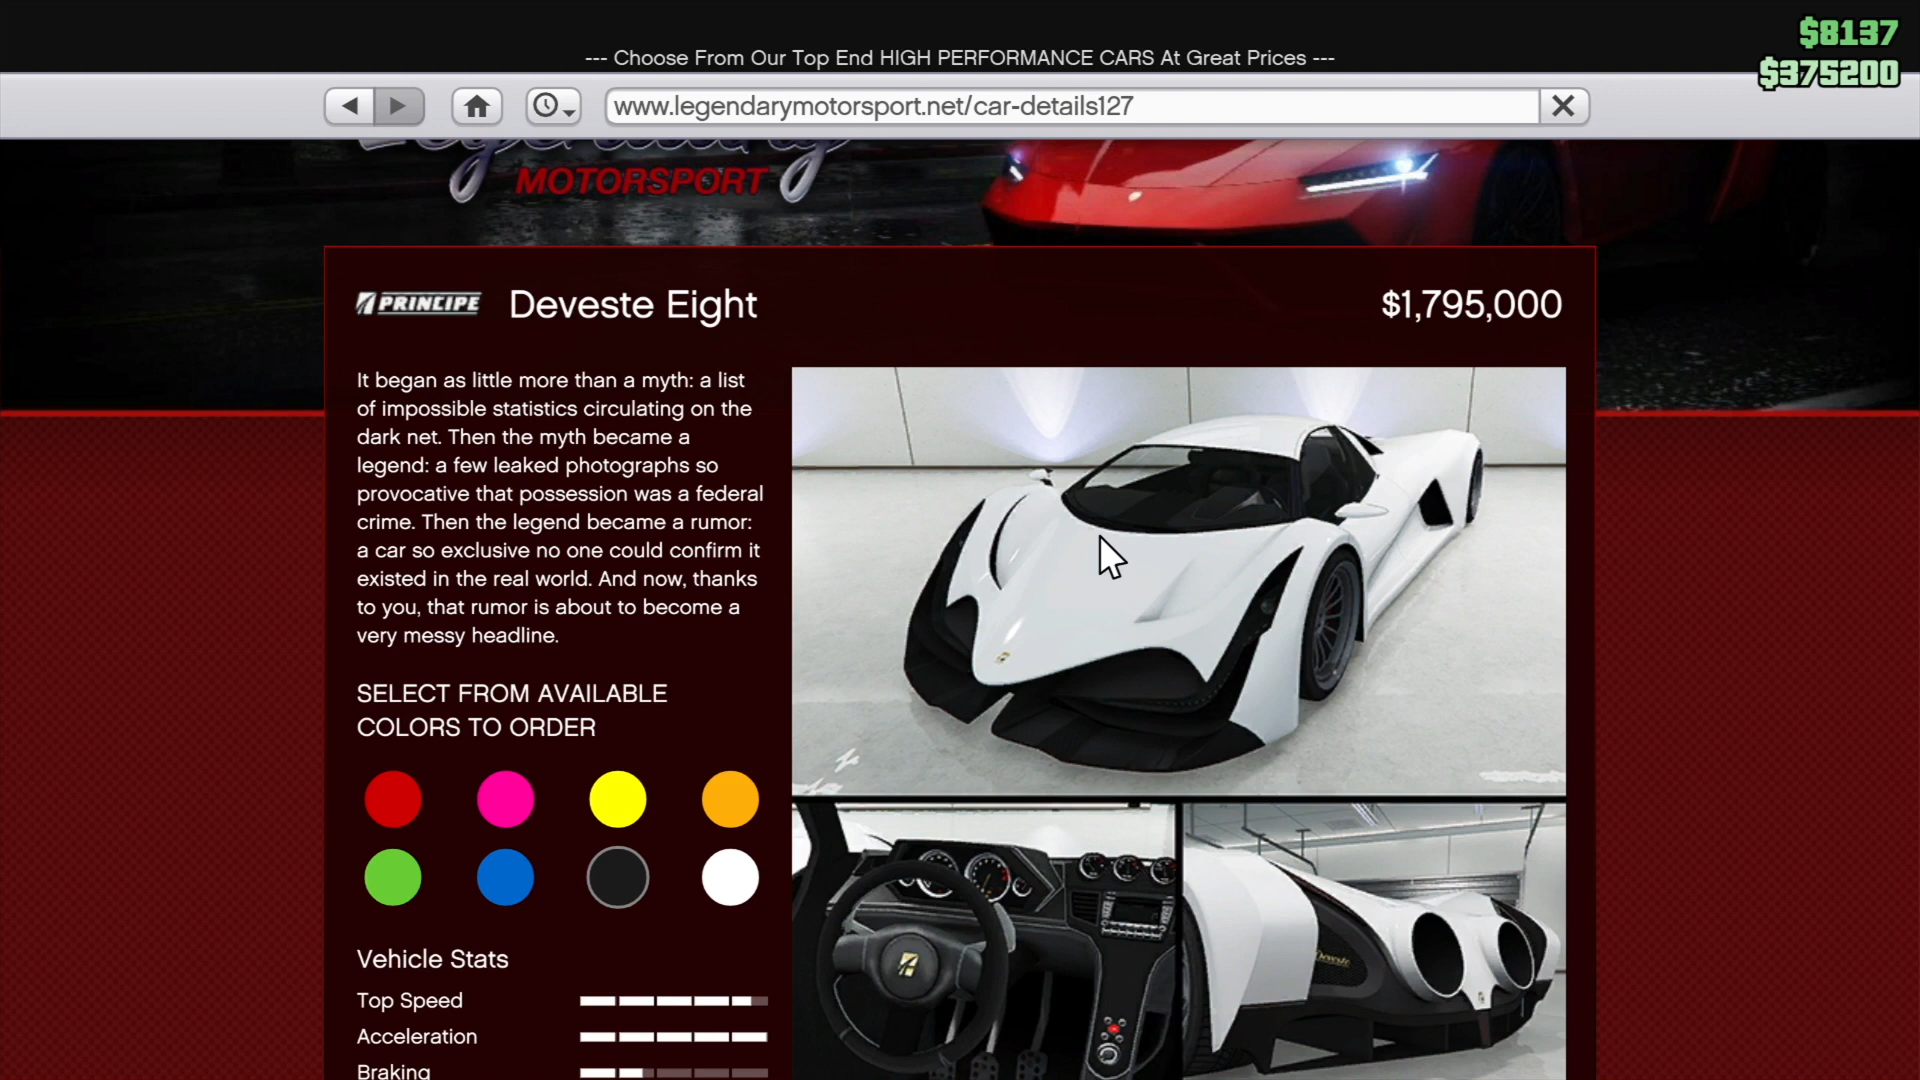 $8137
--- Choose From Our Top End HIGH PERFORMANCE CARS At Great Prices ---
$375200
www.legendarymotorsport.net/car-details127
Legendary
MOTORSPORT
PRINCIPE
Deveste Eight
$1,795,000
It began as little more than a myth: a list
of impossible statistics circulating on the
dark net. Then the myth became a
legend: a few leaked photographs so
provocative that possession was a federal
crime. Then the legend became a rumor:
a car so exclusive no one could confirm it
existed in the real world. And now, thanks
to you, that rumor is about to become a
very messy headline.
SELECT FROM AVAILABLE
COLORS TO ORDER
Vehicle Stats
Top Speed
Acceleration
Braking
Deveste